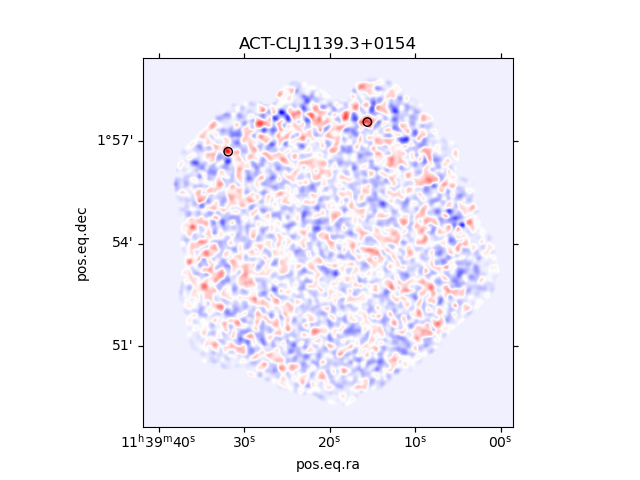 ACT-CLJ1139.3+0154
1°57'
54'
51'
11ʰ39ᵐ40ˢ 30ˢ 20ˢ 10ˢ 00ˢ
pos.eq.ra
pos.eq.dec